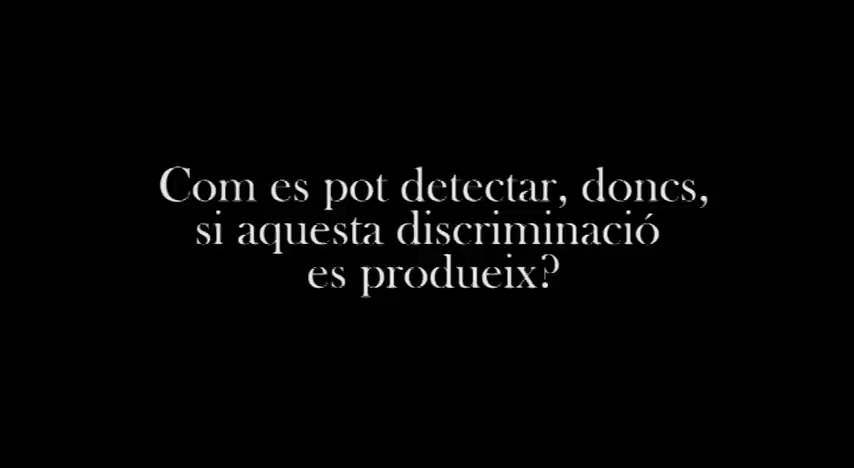 Com es pot detectar, doncs,
si aquesta discriminació
es produeix?